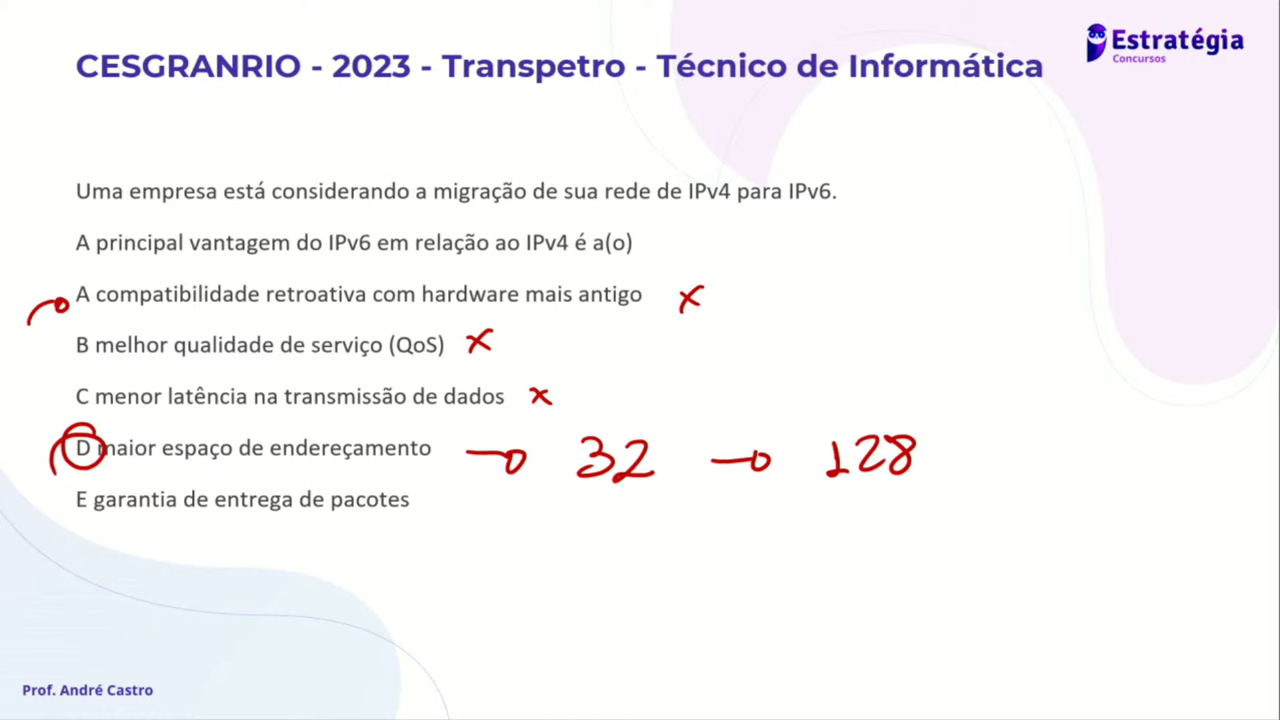 Estratégia
Concursos
CESGRANRIO - 2023 - Transpetro - Técnico de Informática
Uma empresa está considerando a migração de sua rede de IPv4 para IPv6.
A principal vantagem do IPv6 em relação ao IPv4 é a(o)
A compatibilidade retroativa com hardware mais antigo
B melhor qualidade de serviço (QoS)
C menor latência na transmissão de dados
D maior espaço de endereçamento 32 128
E garantia de entrega de pacotes
Prof. André Castro